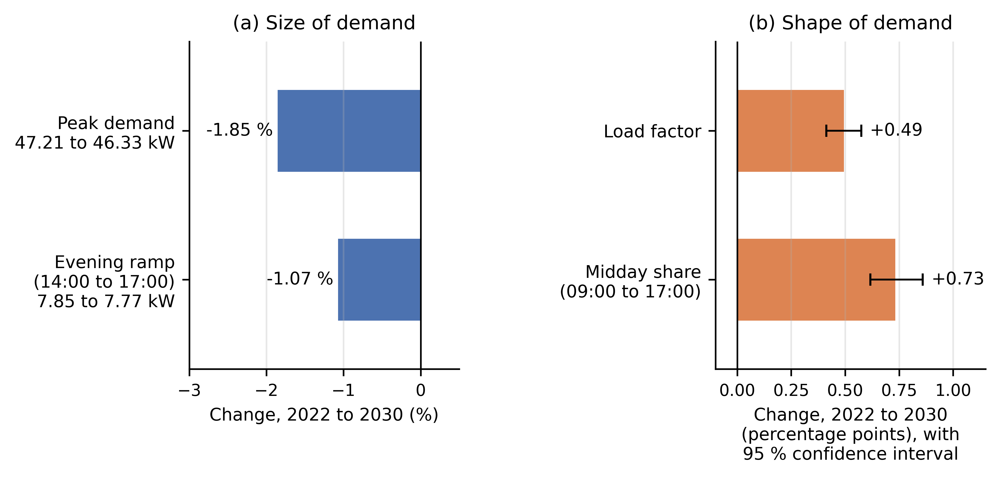 (a) Size of demand
Peak demand
47.21 to 46.33 kW
-1.85 %
Evening ramp
(14:00 to 17:00)
7.85 to 7.77 kW
-1.07 %
−3 −2 −1 0
Change, 2022 to 2030 (%)
(b) Shape of demand
Load factor
+0.49
Midday share
(09:00 to 17:00)
+0.73
0.00 0.25 0.50 0.75 1.00
Change, 2022 to 2030
(percentage points), with
95 % confidence interval